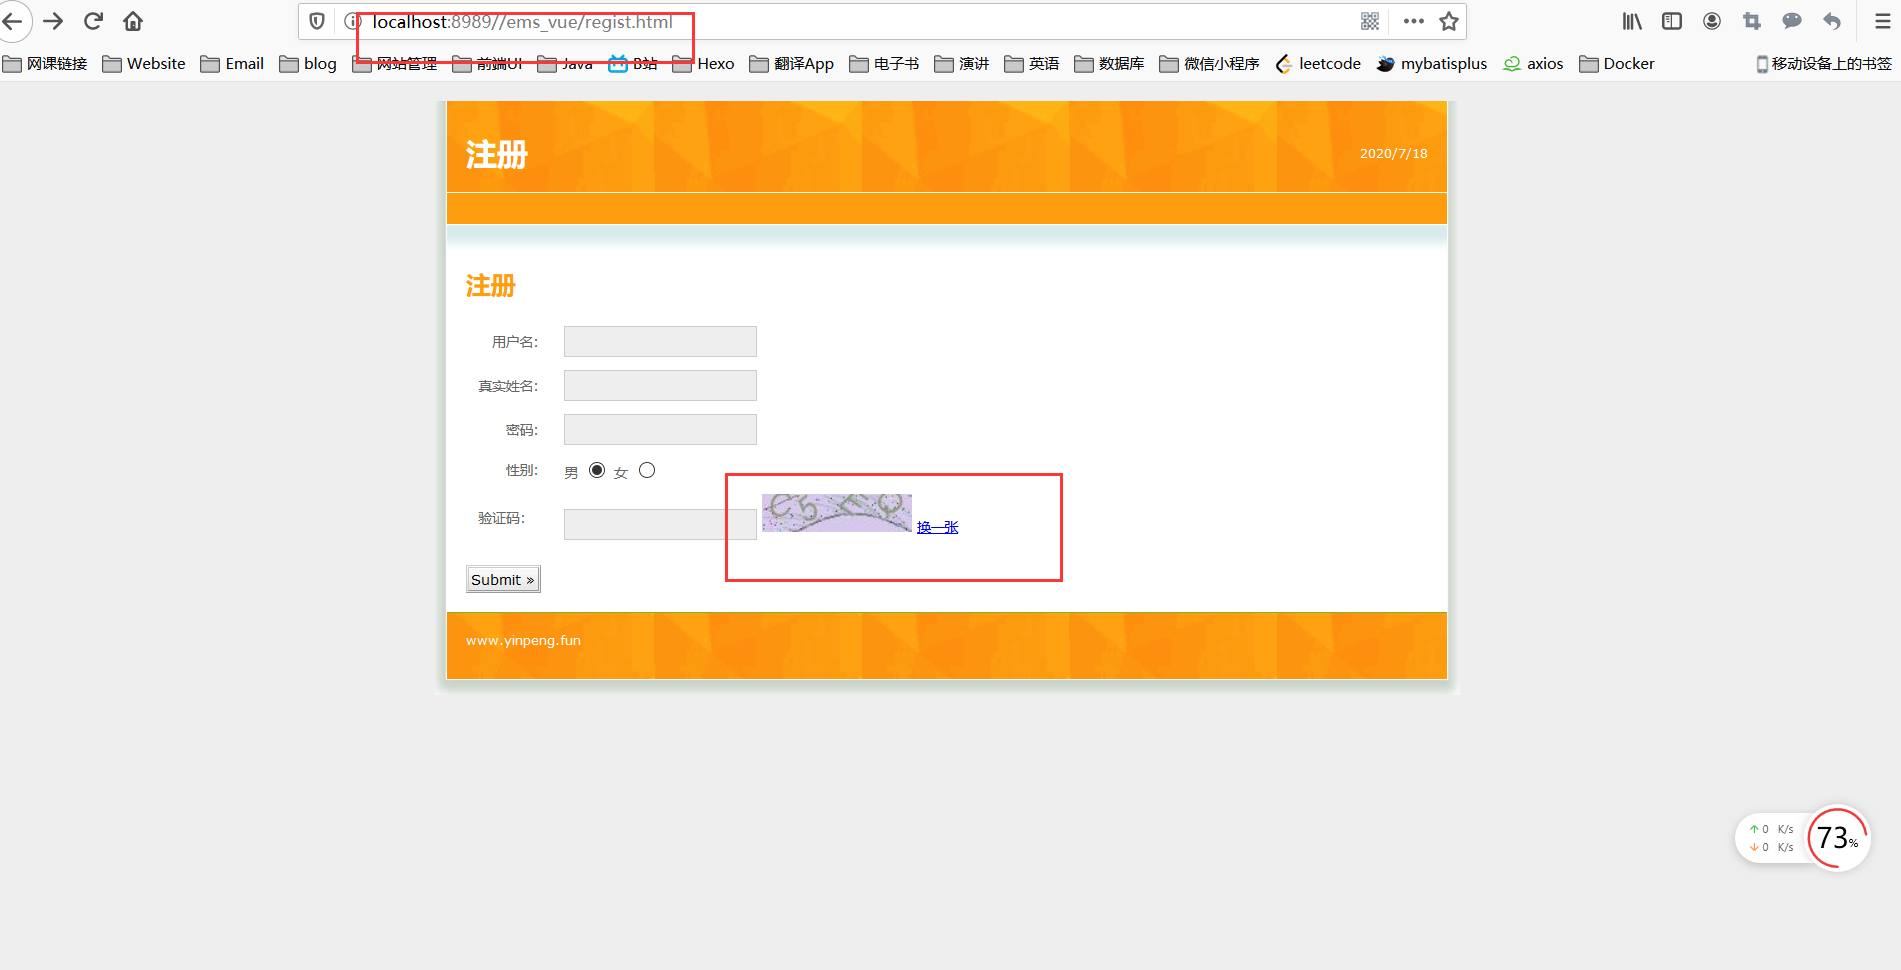 localhost:8989//ems_vue/regist.html
网课链接 Website Email blog 网站管理 前端UI Java B站 Hexo 翻译App 电子书 演讲 英语 数据库 微信小程序 leetcode mybatisplus axios Docker 移动设备上的书签
注册
2020/7/18
注册
用户名：
真实姓名：
密码：
性别： 男 女
验证码： C5 EQ 换一张
Submit »
www.yinpeng.fun
↑ 0 K/s
↓ 0 K/s
73%